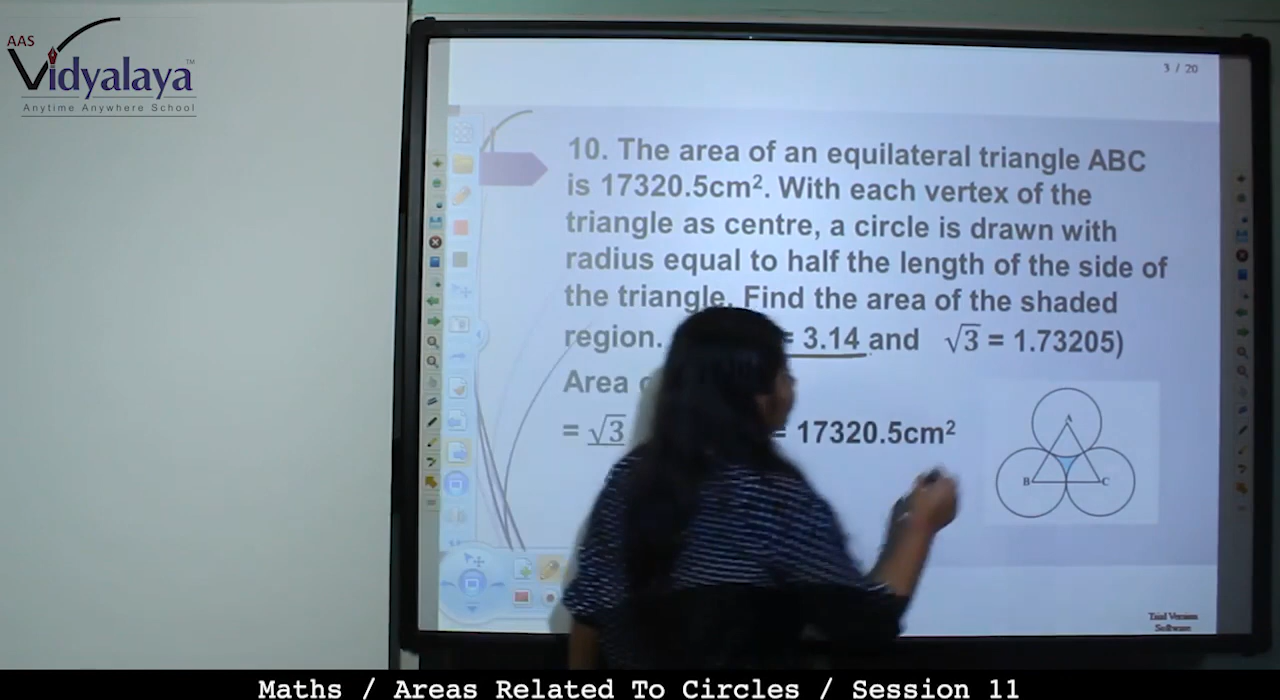 AAS
Vidyalaya
TM
Anytime Anywhere School
3 / 20
10. The area of an equilateral triangle ABC
is 17320.5cm². With each vertex of the
triangle as centre, a circle is drawn with
radius equal to half the length of the side of
the triangle. Find the area of the shaded
region. = 3.14 and √3 = 1.73205)
Area
= √3 = 17320.5cm²
A
B
C
Trial Version
Software
Maths / Areas Related To Circles / Session 11